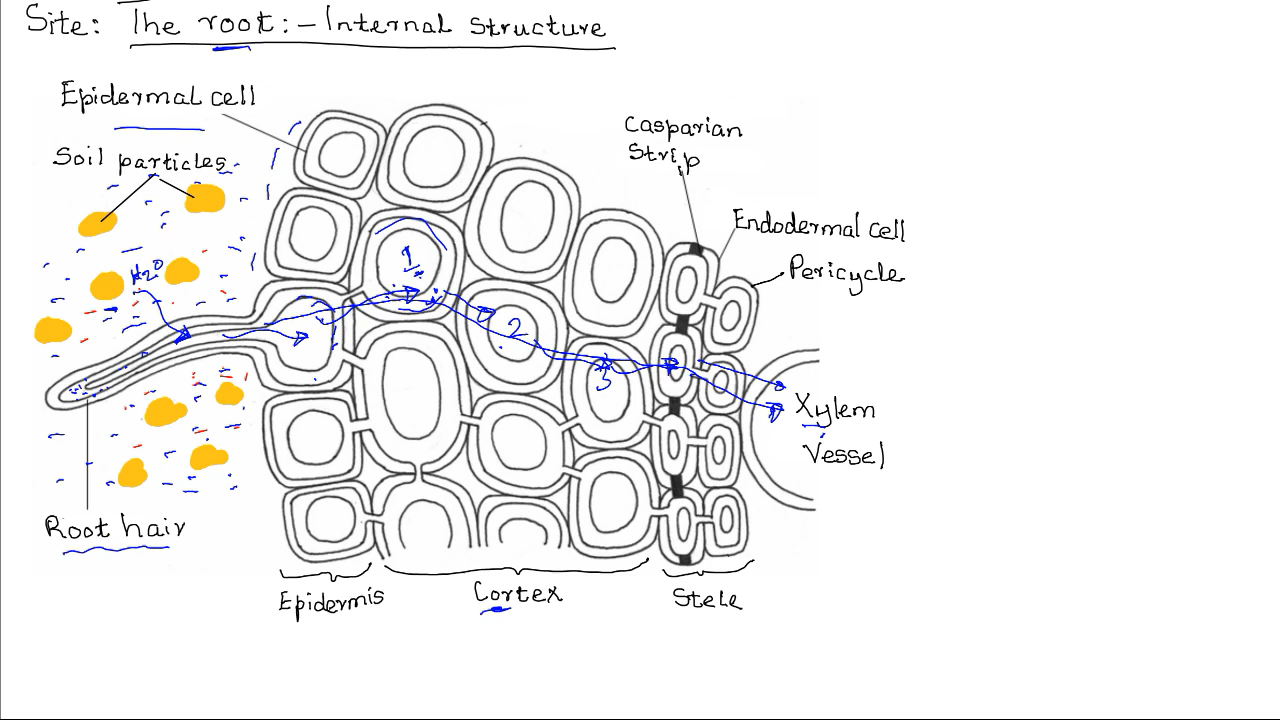 Site: The root:- Internal structure
Epidermal cell
Soil particles
Casparian
Strip
Endodermal cell
Pericycle
H2O
1
2
3
Xylem
Vessel
Root hair
Epidermis
Cortex
Stele